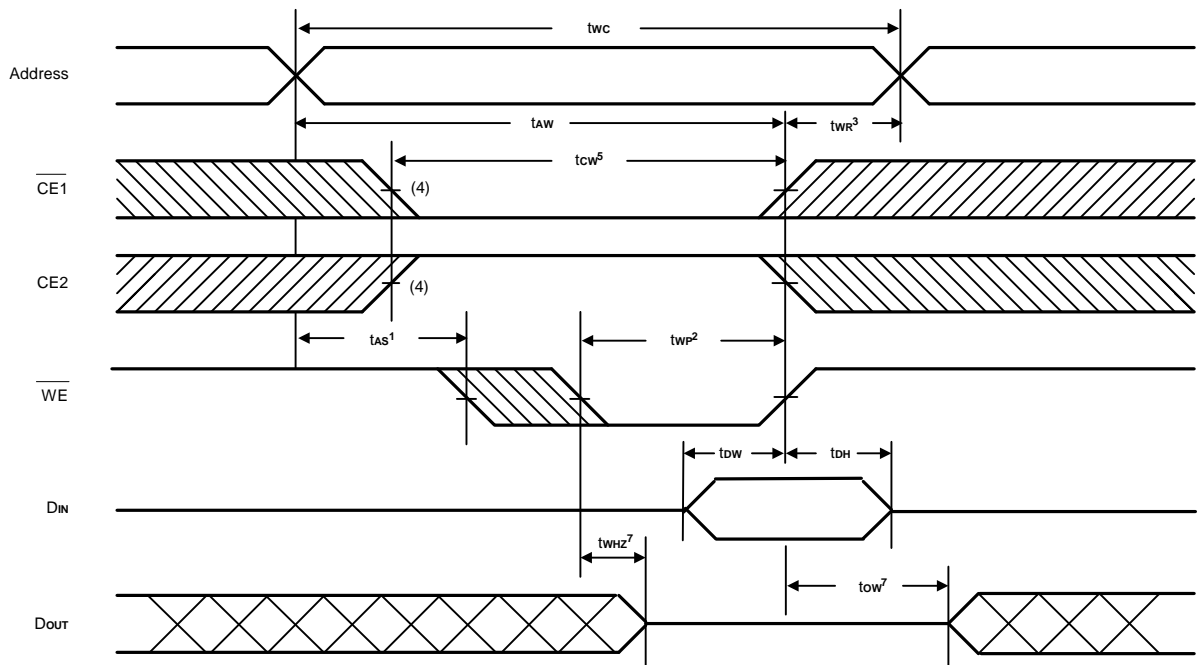 tWC
Address
tAW
tWR3
tCW5
CE1
(4)
CE2
(4)
tAS1
tWP2
WE
tDW
tDH
DIN
tWHZ7
tOW7
DOUT